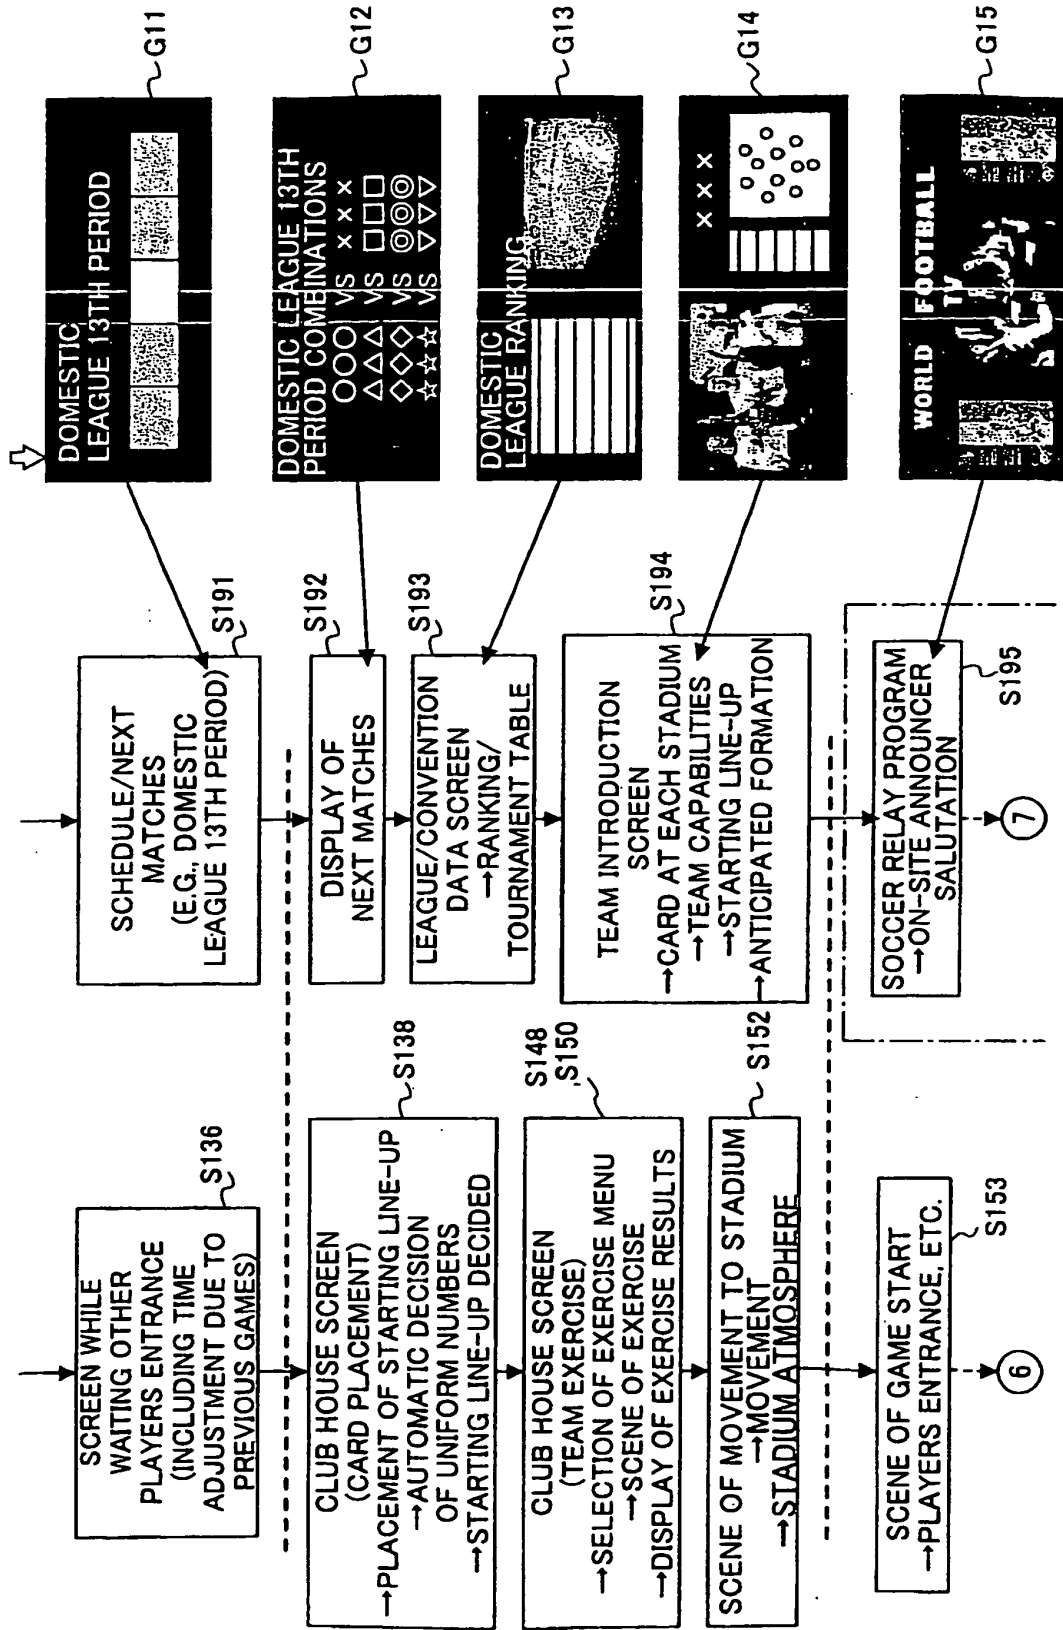 SCREEN WHILE
WAITING OTHER
PLAYERS ENTRANCE
(INCLUDING TIME
ADJUSTMENT DUE TO
PREVIOUS GAMES)
S136
CLUB HOUSE SCREEN
(CARD PLACEMENT)
→PLACEMENT OF STARTING LINE-UP
→AUTOMATIC DECISION
OF UNIFORM NUMBERS
→STARTING LINE-UP DECIDED
S138
CLUB HOUSE SCREEN
(TEAM EXERCISE)
→SELECTION OF EXERCISE MENU
→SCENE OF EXERCISE
→DISPLAY OF EXERCISE RESULTS
S148
,S150
SCENE OF MOVEMENT TO STADIUM
→MOVEMENT
→STADIUM ATMOSPHERE
S152
SCENE OF GAME START
→PLAYERS ENTRANCE, ETC.
S153
6
SCHEDULE/NEXT
MATCHES
(E.G., DOMESTIC
LEAGUE 13TH PERIOD)
S191
DISPLAY OF
NEXT MATCHES
S192
LEAGUE/CONVENTION
DATA SCREEN
→RANKING/
TOURNAMENT TABLE
S193
TEAM INTRODUCTION
SCREEN
→CARD AT EACH STADIUM
→TEAM CAPABILITIES
→STARTING LINE-UP
→ANTICIPATED FORMATION
S194
SOCCER RELAY PROGRAM
→ON-SITE ANNOUNCER
SALUTATION
S195
7
DOMESTIC
LEAGUE 13TH PERIOD
G11
DOMESTIC LEAGUE 13TH
PERIOD COMBINATIONS
○○○ VS ×××
△△△ VS □□□
◇◇◇ VS ◎◎◎
☆☆☆ VS ▽▽▽
G12
DOMESTIC
LEAGUE RANKING
G13
×××
G14
WORLD FOOTBALL
TV
G15